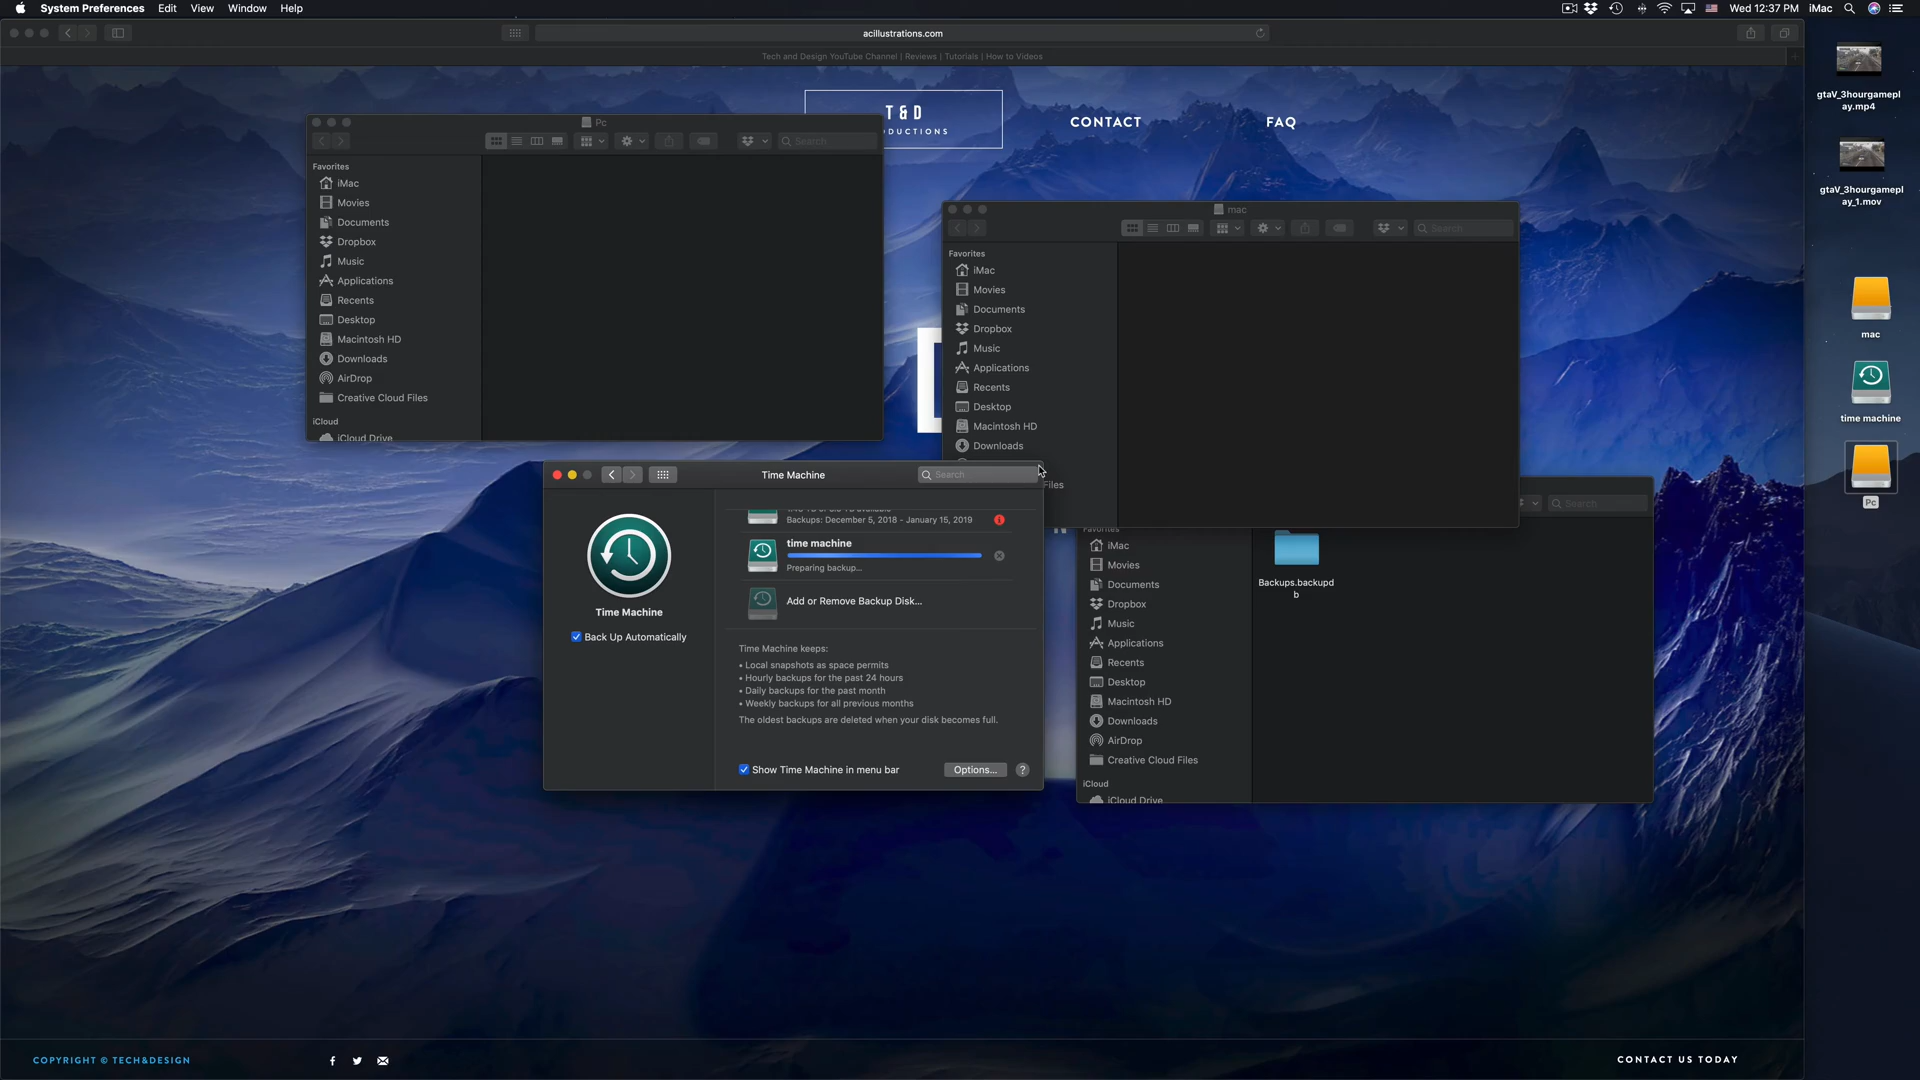 System Preferences Edit View Window Help
Wed 12:37 PM iMac
acillustrations.com
Tech and Design YouTube Channel | Reviews | Tutorials | How to Videos
T & D
CONTACT
FAQ
Pc
Search
Favorites
iMac
Movies
Documents
Dropbox
Music
Applications
Recents
Desktop
Macintosh HD
Downloads
AirDrop
Creative Cloud Files
iCloud
iCloud Drive
mac
Search
Favorites
iMac
Movies
Documents
Dropbox
Music
Applications
Recents
Desktop
Macintosh HD
Downloads
Files
Time Machine
Search
Time Machine
Back Up Automatically
Backups: December 5, 2018 - January 15, 2019
time machine
Preparing backup...
Add or Remove Backup Disk...
Time Machine keeps:
• Local snapshots as space permits
• Hourly backups for the past 24 hours
• Daily backups for the past month
• Weekly backups for all previous months
The oldest backups are deleted when your disk becomes full.
Show Time Machine in menu bar
Options...
?
Search
Favorites
iMac
Movies
Documents
Dropbox
Music
Applications
Recents
Desktop
Macintosh HD
Downloads
AirDrop
Creative Cloud Files
iCloud
iCloud Drive
Backups.backupd
b
gtaV_3hourgamepl
ay.mp4
gtaV_3hourgamepl
ay_1.mov
mac
time machine
Pc
COPYRIGHT © TECH&DESIGN
CONTACT US TODAY